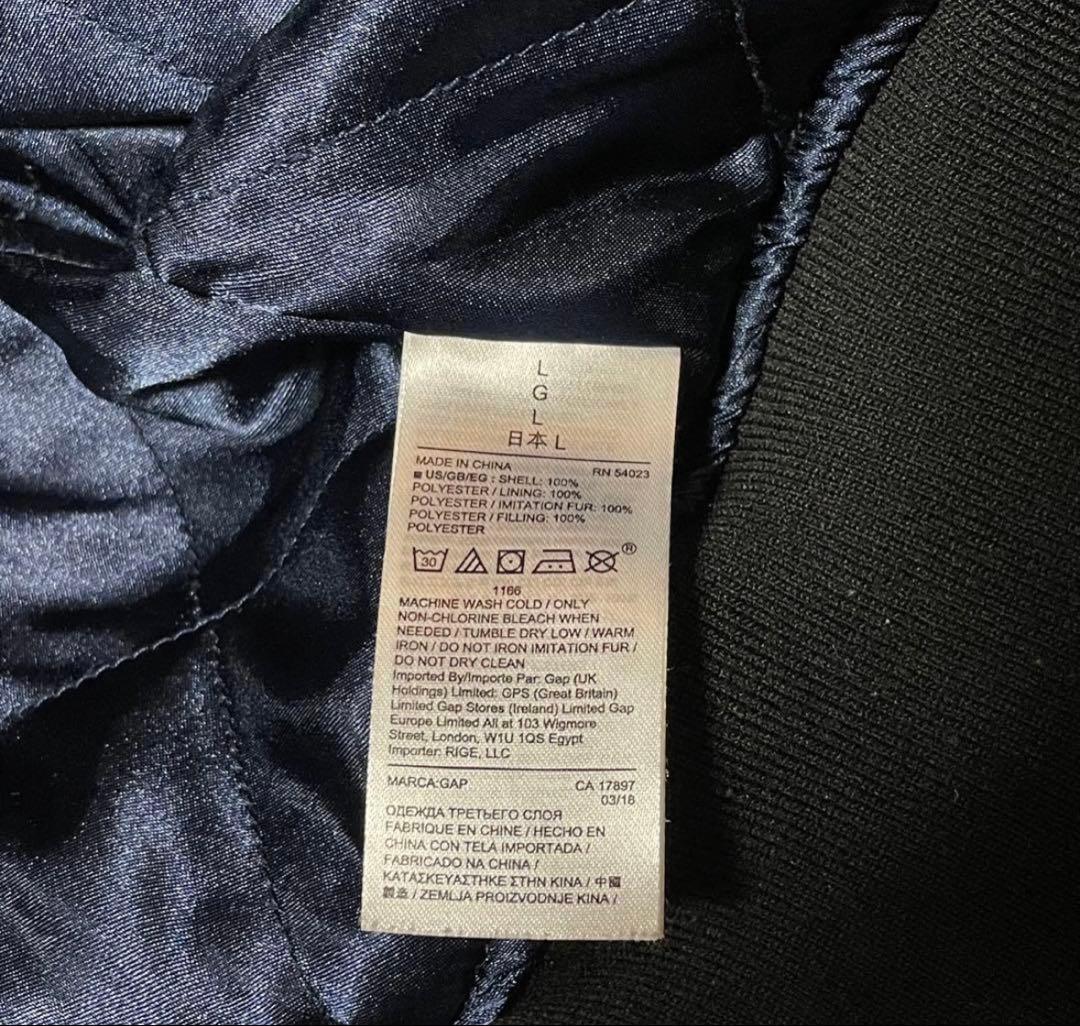 L
G
L
日本 L
MADE IN CHINA RN 54023
US/GB/EG : SHELL: 100%
POLYESTER / LINING: 100%
POLYESTER / IMITATION FUR: 100%
POLYESTER / FILLING: 100%
POLYESTER
30 ®
1166
MACHINE WASH COLD / ONLY
NON-CHLORINE BLEACH WHEN
NEEDED / TUMBLE DRY LOW / WARM
IRON / DO NOT IRON IMITATION FUR /
DO NOT DRY CLEAN
Imported By/Importe Par: Gap (UK
Holdings) Limited: GPS (Great Britain)
Limited Gap Stores (Ireland) Limited Gap
Europe Limited All at 103 Wigmore
Street, London, W1U 1QS Egypt
Importer: RIGE, LLC
MARCA:GAP CA 17897
03/18
ОДЕЖДА ТРЕТЬЕГО СЛОЯ
FABRIQUE EN CHINE / HECHO EN
CHINA CON TELA IMPORTADA /
FABRICADO NA CHINA /
ΚΑΤΑΣΚΕΥΑΣΤΗΚΕ ΣΤΗΝ ΚΙΝΑ / 中國
製造 / ZEMLJA PROIZVODNJE KINA /